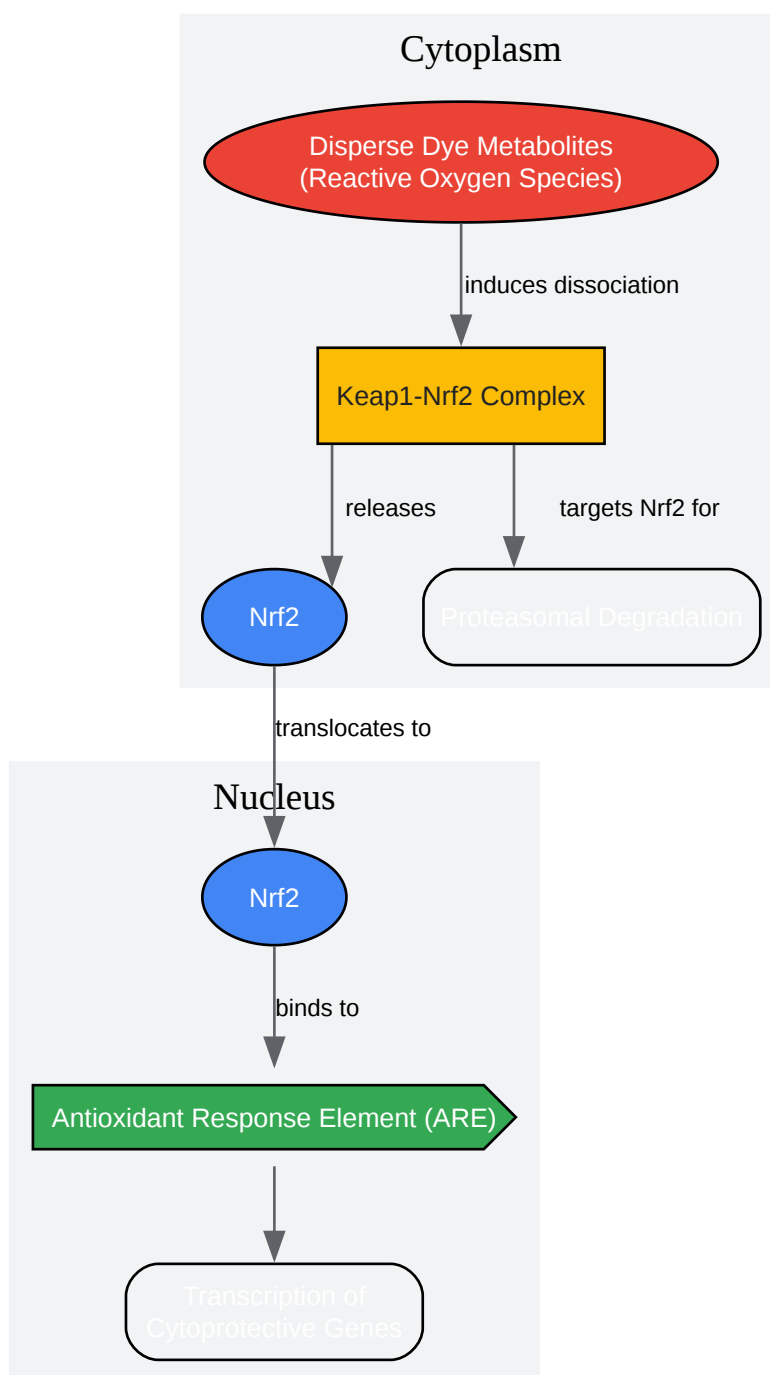 Cytoplasm
Disperse Dye Metabolites
(Reactive Oxygen Species)
induces dissociation
Keap1-Nrf2 Complex
releases
targets Nrf2 for
Nrf2
Proteasomal Degradation
translocates to
Nucleus
Nrf2
binds to
Antioxidant Response Element (ARE)
Transcription of
Cytoprotective Genes